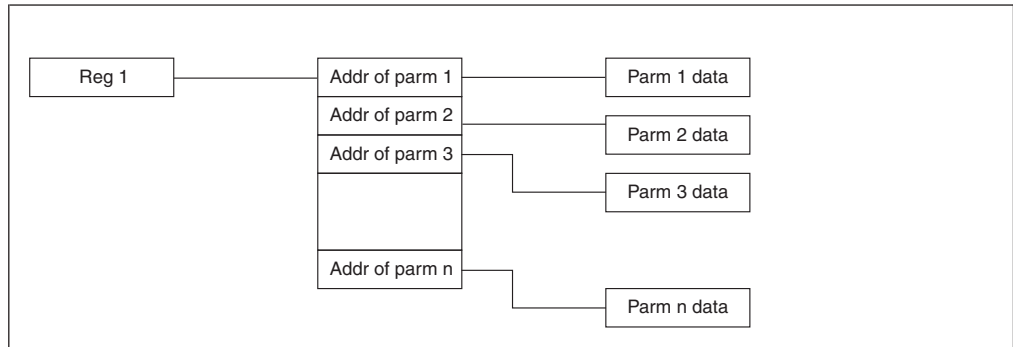 Reg 1
Addr of parm 1
Parm 1 data
Addr of parm 2
Parm 2 data
Addr of parm 3
Parm 3 data
Addr of parm n
Parm n data